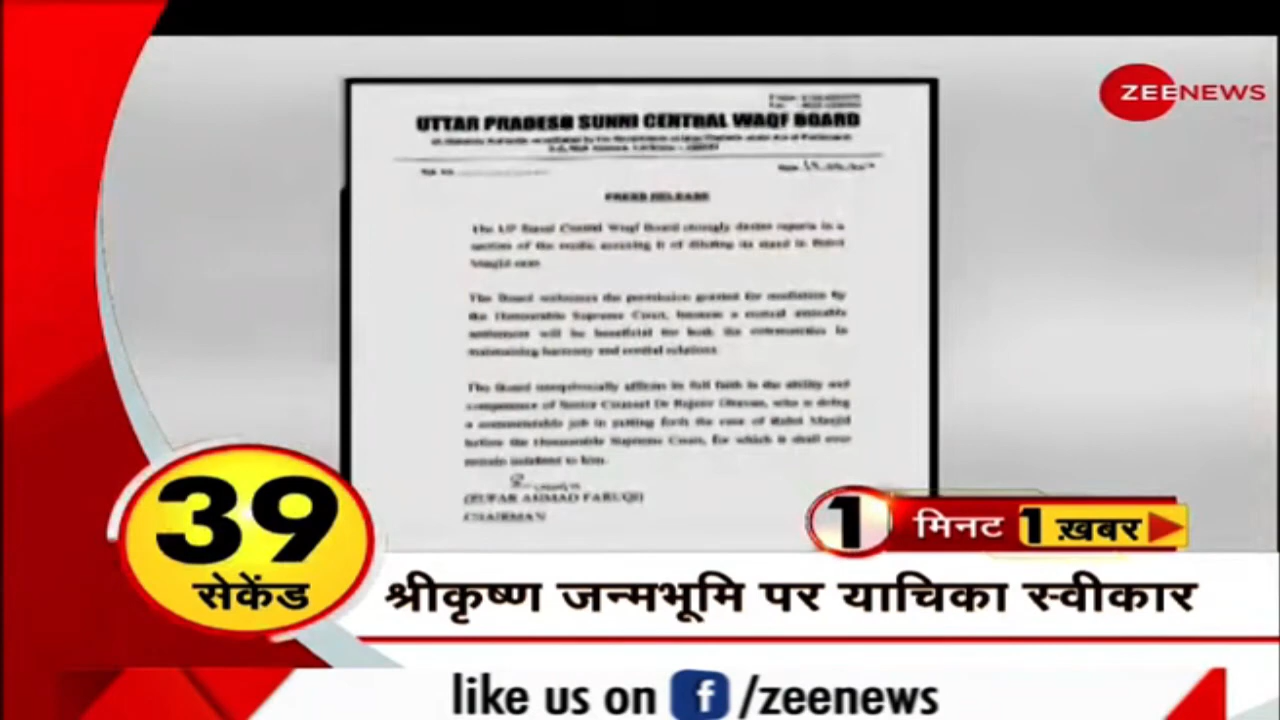 ZEENEWS
UTTAR PRADESH SUNNI CENTRAL WAQF BOARD
PRESS RELEASE
The UP Sunni Central Waqf Board strongly denies reports in a
section of the media accusing it of diluting its stand in Babri
Masjid case
The Board welcomes the permission granted for mediation by
the Honourable Supreme Court, because a mutual amicable
settlement will be beneficial for both the communities in
maintaining harmony and cordial relations
The Board unequivocally affirms its full faith in the ability and
competence of Senior Counsel Dr Rajeev Dhavan, who is doing
a commendable job in putting forth the case of Babri Masjid
before the Honourable Supreme Court, for which it shall ever
remain indebted to him.
(ZUFAR AHMAD FARUQI)
CHAIRMAN
39
सेकेंड
1 मिनट 1 ख़बर
श्रीकृष्ण जन्मभूमि पर याचिका स्वीकार
like us on f /zeenews